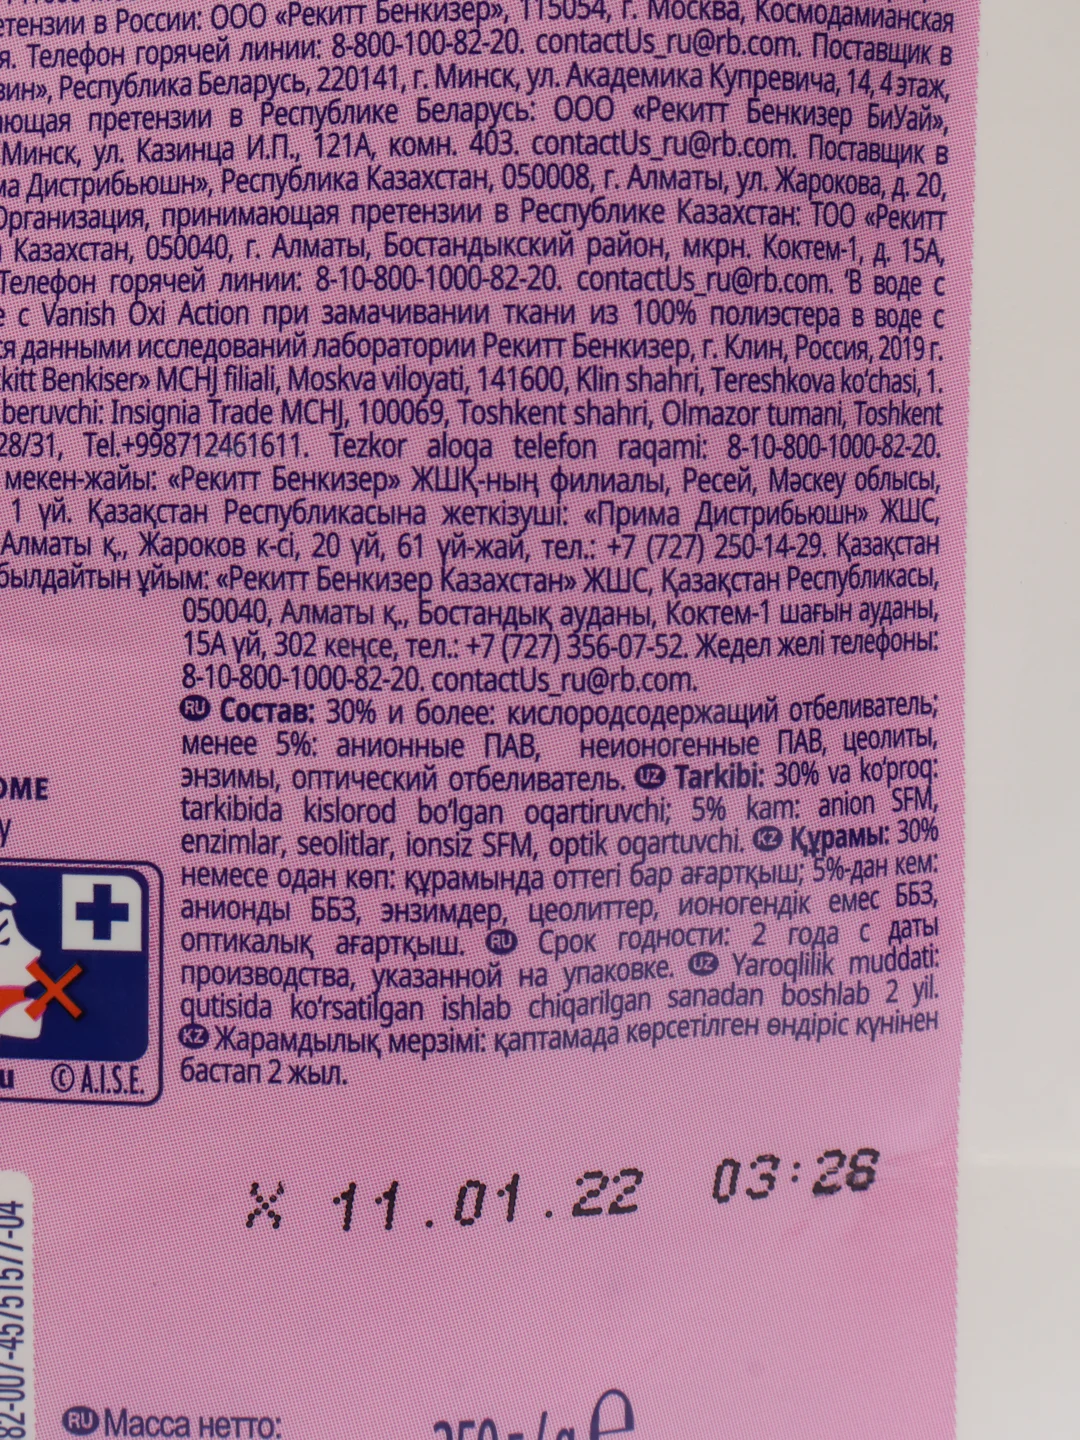 етензии в России: ООО «Рекитт Бенкизер», 115054, г. Москва, Космодамианская
я. Телефон горячей линии: 8-800-100-82-20. contactUs_ru@rb.com. Поставщик в
зин», Республика Беларусь, 220141, г. Минск, ул. Академика Купревича, 14, 4 этаж,
ающая претензии в Республике Беларусь: ООО «Рекитт Бенкизер БиУай»,
Минск, ул. Казинца И.П., 121А, комн. 403. contactUs_ru@rb.com. Поставщик в
ма Дистрибьюшн», Республика Казахстан, 050008, г. Алматы, ул. Жарокова, д. 20,
Организация, принимающая претензии в Республике Казахстан: ТОО «Рекитт
Казахстан, 050040, г. Алматы, Бостандыкский район, мкрн. Коктем-1, д. 15А,
Телефон горячей линии: 8-10-800-1000-82-20. contactUs_ru@rb.com. ¹В воде с
е с Vanish Oxi Action при замачивании ткани из 100% полиэстера в воде с
ся данными исследований лаборатории Рекитт Бенкизер, г. Клин, Россия, 2019 г.
kitt Benkiser» MCHJ filiali, Moskva viloyati, 141600, Klin shahri, Tereshkova ko‘chasi, 1.
beruvchi: Insignia Trade MCHJ, 100069, Toshkent shahri, Olmazor tumani, Toshkent
28/31, Tel.+998712461611. Tezkor aloqa telefon raqami: 8-10-800-1000-82-20.
мекен-жайы: «Рекитт Бенкизер» ЖШҚ-ның филиалы, Ресей, Мәскеу облысы,
1 үй. Қазақстан Республикасына жеткізуші: «Прима Дистрибьюшн» ЖШС,
Алматы қ., Жароков к-сі, 20 үй, 61 үй-жай, тел.: +7 (727) 250-14-29. Қазақстан
былдайтын ұйым: «Рекитт Бенкизер Казахстан» ЖШС, Қазақстан Республикасы,
050040, Алматы қ., Бостандық ауданы, Коктем-1 шағын ауданы,
15А үй, 302 кеңсе, тел.: +7 (727) 356-07-52. Жедел желі телефоны:
8-10-800-1000-82-20. contactUs_ru@rb.com.
RU Состав: 30% и более: кислородсодержащий отбеливатель;
менее 5%: анионные ПАВ, неионогенные ПАВ, цеолиты,
энзимы, оптический отбеливатель. UZ Tarkibi: 30% va ko‘proq:
tarkibida kislorod bo‘lgan oqartiruvchi; 5% kam: anion SFM,
enzimlar, seolitlar, ionsiz SFM, optik oqartuvchi. KZ Құрамы: 30%
немесе одан көп: құрамында оттегі бар ағартқыш; 5%-дан кем:
анионды ББЗ, энзимдер, цеолиттер, ионогендік емес ББЗ,
оптикалық ағартқыш. RU Срок годности: 2 года с даты
производства, указанной на упаковке. UZ Yaroqlilik muddati:
qutisida ko‘rsatilgan ishlab chiqarilgan sanadan boshlab 2 yil.
KZ Жарамдылық мерзімі: қаптамада көрсетілген өндіріс күнінен
бастап 2 жыл.
OME
y
u © A.I.S.E.
X 11.01.22 03:26
82-007-45751577-04
RU Масса нетто: